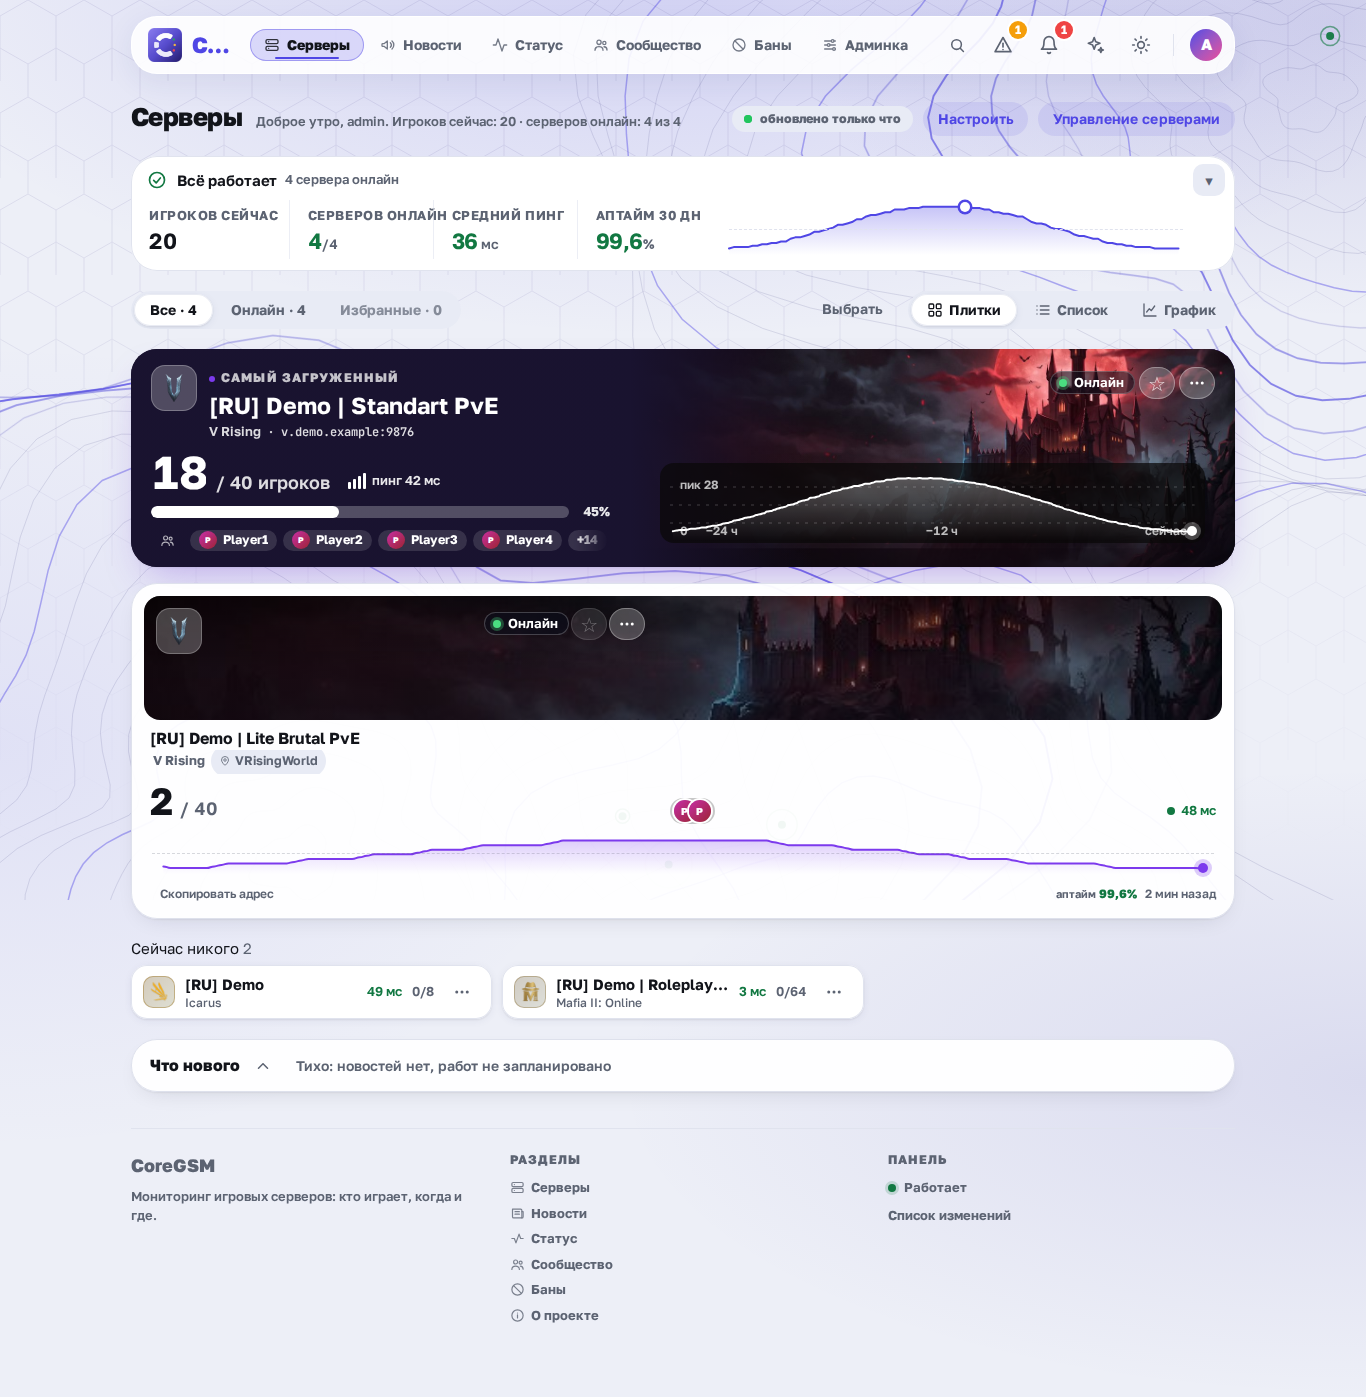 C...
Серверы
Новости
Статус
Сообщество
Баны
Админка
1
1
A
Серверы
Доброе утро, admin. Игроков сейчас: 20 · серверов онлайн: 4 из 4
обновлено только что
Настроить
Управление серверами
Всё работает 4 сервера онлайн
ИГРОКОВ СЕЙЧАС
20
СЕРВЕРОВ ОНЛАЙН
4/4
СРЕДНИЙ ПИНГ
36 мс
АПТАЙМ 30 ДН
99,6%
Все · 4
Онлайн · 4
Избранные · 0
Выбрать
Плитки
Список
График
САМЫЙ ЗАГРУЖЕННЫЙ
[RU] Demo | Standart PvE
V Rising · v.demo.example:9876
Онлайн
18 / 40 игроков
пинг 42 мс
45%
P Player1
P Player2
P Player3
P Player4
+14
пик 28
0
−24 ч
−12 ч
сейчас
Онлайн
[RU] Demo | Lite Brutal PvE
V Rising
VRisingWorld
2 / 40
P P
48 мс
Скопировать адрес
аптайм 99,6% 2 мин назад
Сейчас никого 2
[RU] Demo
Icarus
49 мс 0/8
[RU] Demo | Roleplay...
Mafia II: Online
3 мс 0/64
Что нового
Тихо: новостей нет, работ не запланировано
CoreGSM
Мониторинг игровых серверов: кто играет, когда и
где.
РАЗДЕЛЫ
Серверы
Новости
Статус
Сообщество
Баны
О проекте
ПАНЕЛЬ
Работает
Список изменений